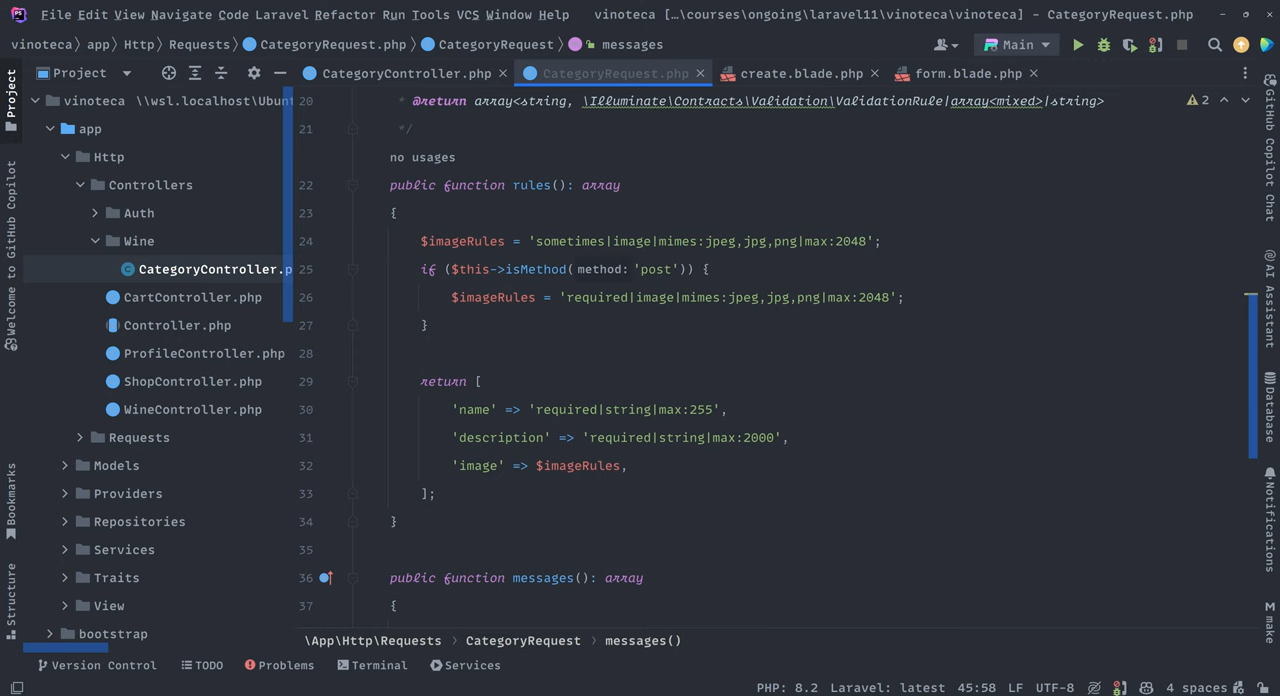 File Edit View Navigate Code Laravel Refactor Run Tools VCS Window Help vinoteca […\courses\ongoing\laravel11\vinoteca\vinoteca] - CategoryRequest.php
vinoteca app Http Requests CategoryRequest.php CategoryRequest messages
Main
Project
CategoryController.php
CategoryRequest.php
create.blade.php
form.blade.php
Project
Welcome to GitHub Copilot
Bookmarks
Structure
vinoteca \\wsl.localhost\Ubunt
app
Http
Controllers
Auth
Wine
CategoryController.p
CartController.php
Controller.php
ProfileController.php
ShopController.php
WineController.php
Requests
Models
Providers
Repositories
Services
Traits
View
bootstrap
20 * @return array<string, \Illuminate\Contracts\Validation\ValidationRule|array<mixed>|string>
21 */
no usages
22 public function rules(): array
23 {
24 $imageRules = 'sometimes|image|mimes:jpeg,jpg,png|max:2048';
25 if ($this->isMethod( method: 'post')) {
26 $imageRules = 'required|image|mimes:jpeg,jpg,png|max:2048';
27 }
28
29 return [
30 'name' => 'required|string|max:255',
31 'description' => 'required|string|max:2000',
32 'image' => $imageRules,
33 ];
34 }
35
36 public function messages(): array
37 {
2
GitHub Copilot Chat
AI Assistant
Database
Notifications
M make
\App\Http\Requests › CategoryRequest › messages()
Version Control TODO Problems Terminal Services
PHP: 8.2 Laravel: latest 45:58 LF UTF-8 4 spaces